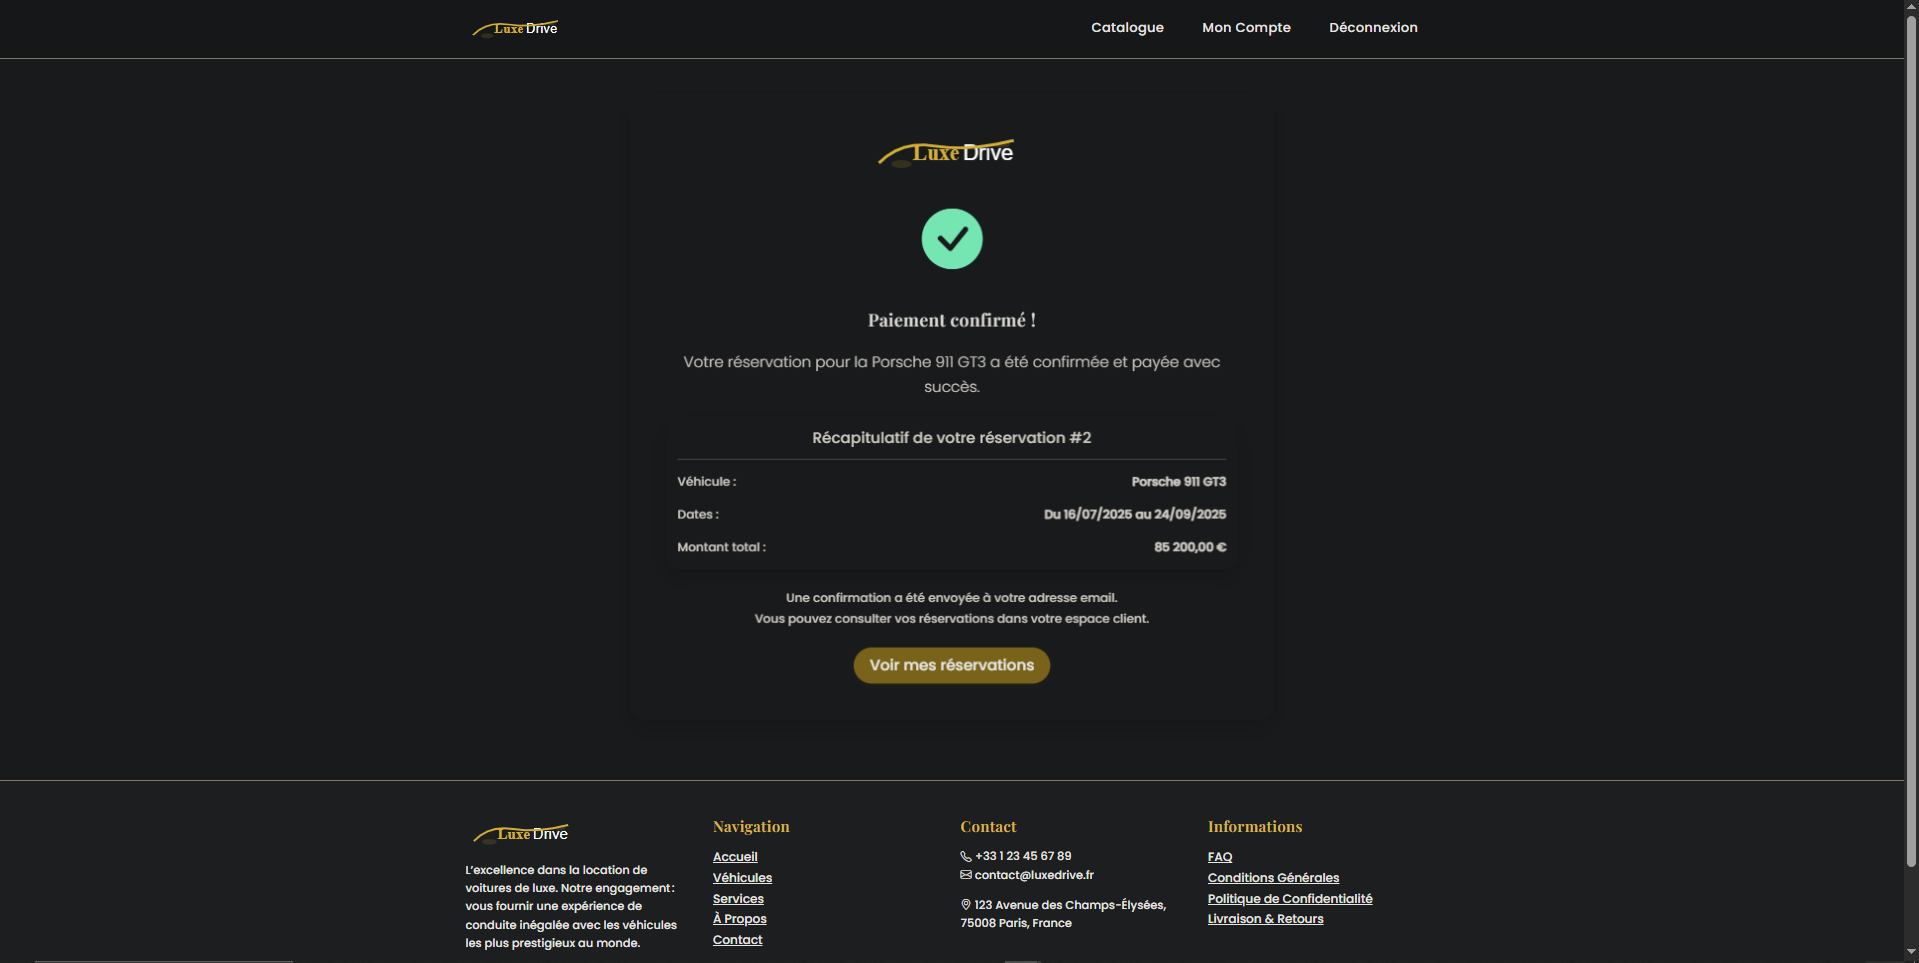 Luxe Drive
Catalogue
Mon Compte
Déconnexion
Luxe Drive
Paiement confirmé !
Votre réservation pour la Porsche 911 GT3 a été confirmée et payée avec
succès.
Récapitulatif de votre réservation #2
Véhicule : Porsche 911 GT3
Dates : Du 16/07/2025 au 24/09/2025
Montant total : 85 200,00 €
Une confirmation a été envoyée à votre adresse email.
Vous pouvez consulter vos réservations dans votre espace client.
Voir mes réservations
Luxe Drive
L'excellence dans la location de
voitures de luxe. Notre engagement :
vous fournir une expérience de
conduite inégalée avec les véhicules
les plus prestigieux au monde.
Navigation
Accueil
Véhicules
Services
À Propos
Contact
Contact
+33 1 23 45 67 89
contact@luxedrive.fr
123 Avenue des Champs-Élysées,
75008 Paris, France
Informations
FAQ
Conditions Générales
Politique de Confidentialité
Livraison & Retours